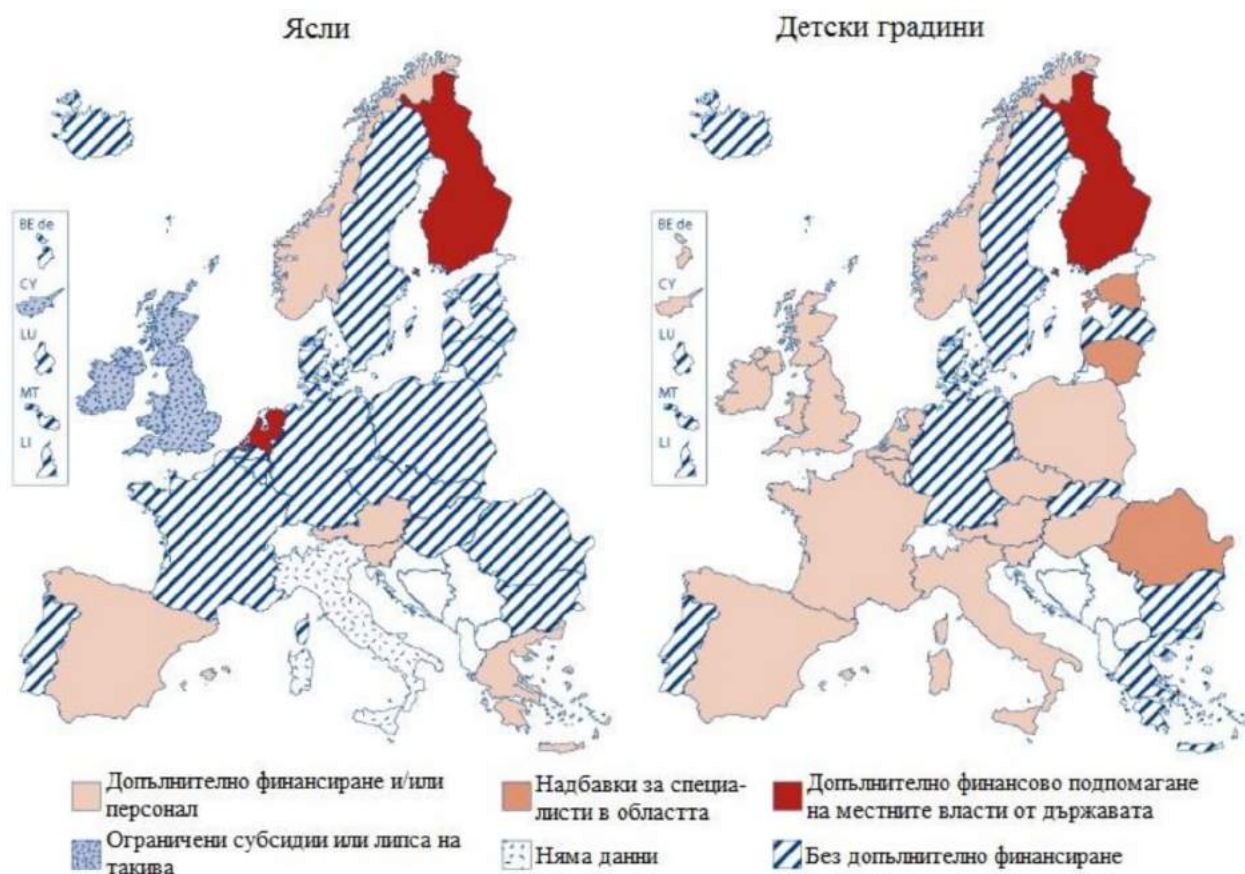 Ясли
Детски градини
BE de
CY
LU
MT
LI
BE de
CY
LU
MT
LI
Допълнително финансиране и/или
персонал
Ограничени субсидии или липса на
такива
Надбавки за специа-
листи в областта
Няма данни
Допълнително финансово подпомагане
на местните власти от държавата
Без допълнително финансиране